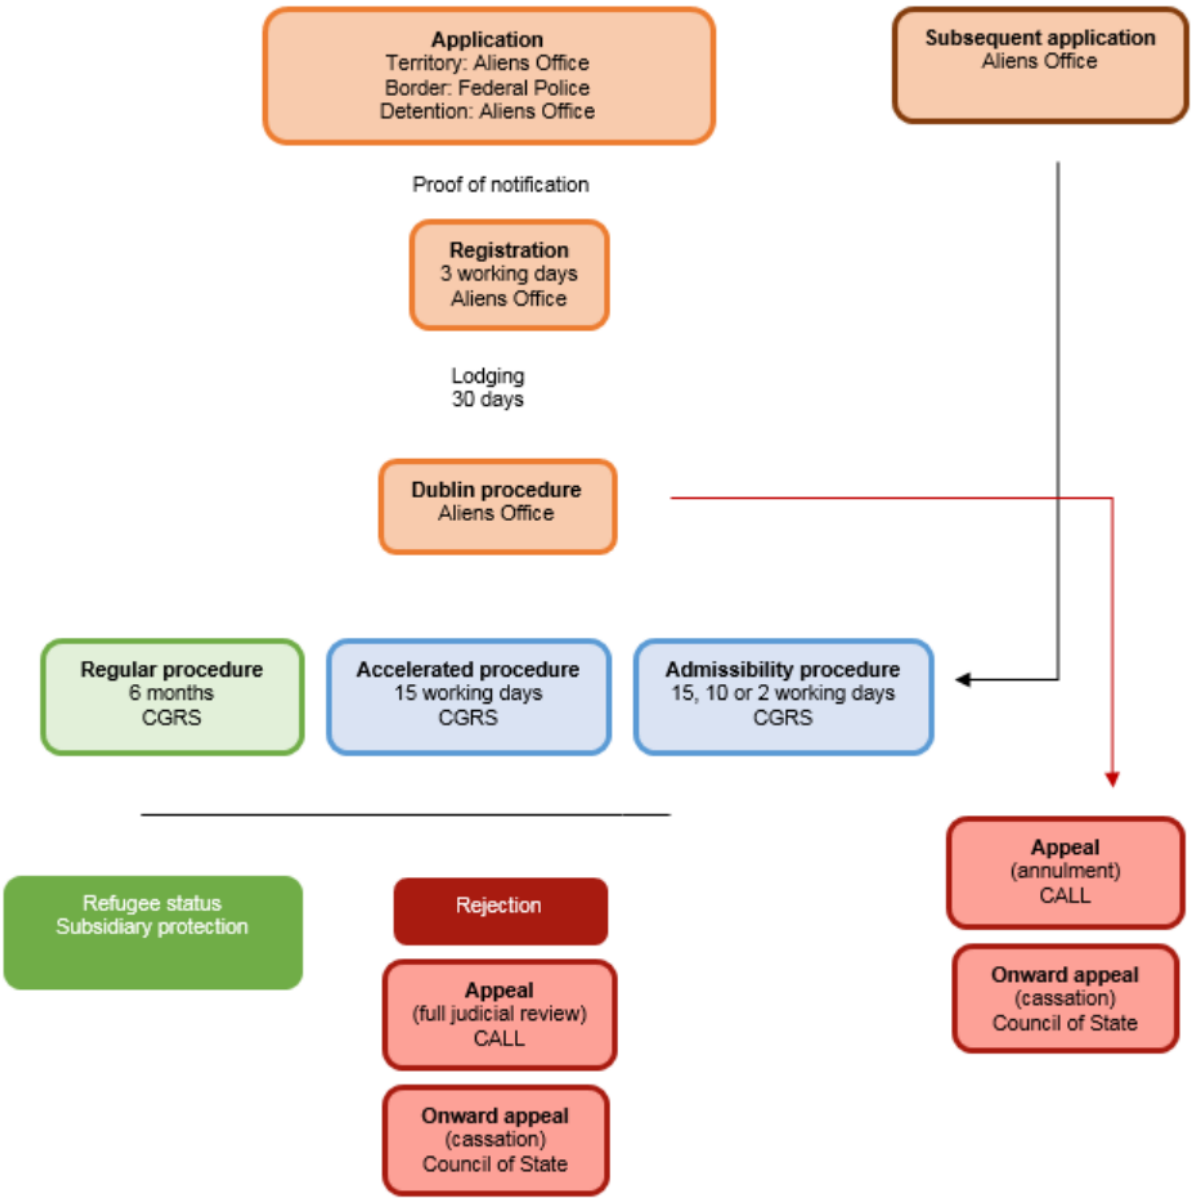 Application
Territory: Aliens Office
Border: Federal Police
Detention: Aliens Office
Subsequent application
Aliens Office
Proof of notification
Registration
3 working days
Aliens Office
Lodging
30 days
Dublin procedure
Aliens Office
Regular procedure
6 months
CGRS
Accelerated procedure
15 working days
CGRS
Admissibility procedure
15, 10 or 2 working days
CGRS
Refugee status
Subsidiary protection
Rejection
Appeal
(full judicial review)
CALL
Onward appeal
(cassation)
Council of State
Appeal
(annulment)
CALL
Onward appeal
(cassation)
Council of State